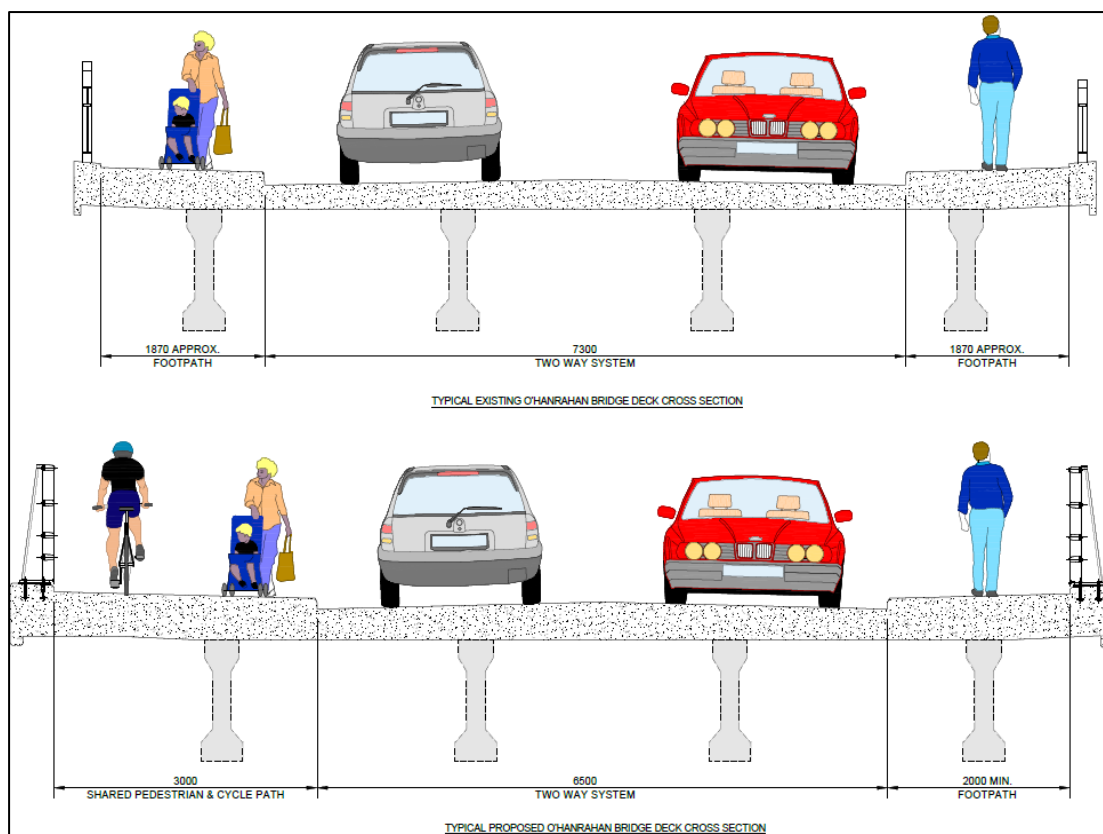 1870 APPROX.
FOOTPATH
7300
TWO WAY SYSTEM
1870 APPROX.
FOOTPATH
TYPICAL EXISTING O'HANRAHAN BRIDGE DECK CROSS SECTION
3000
SHARED PEDESTRIAN & CYCLE PATH
6500
TWO WAY SYSTEM
2000 MIN.
FOOTPATH
TYPICAL PROPOSED O'HANRAHAN BRIDGE DECK CROSS SECTION